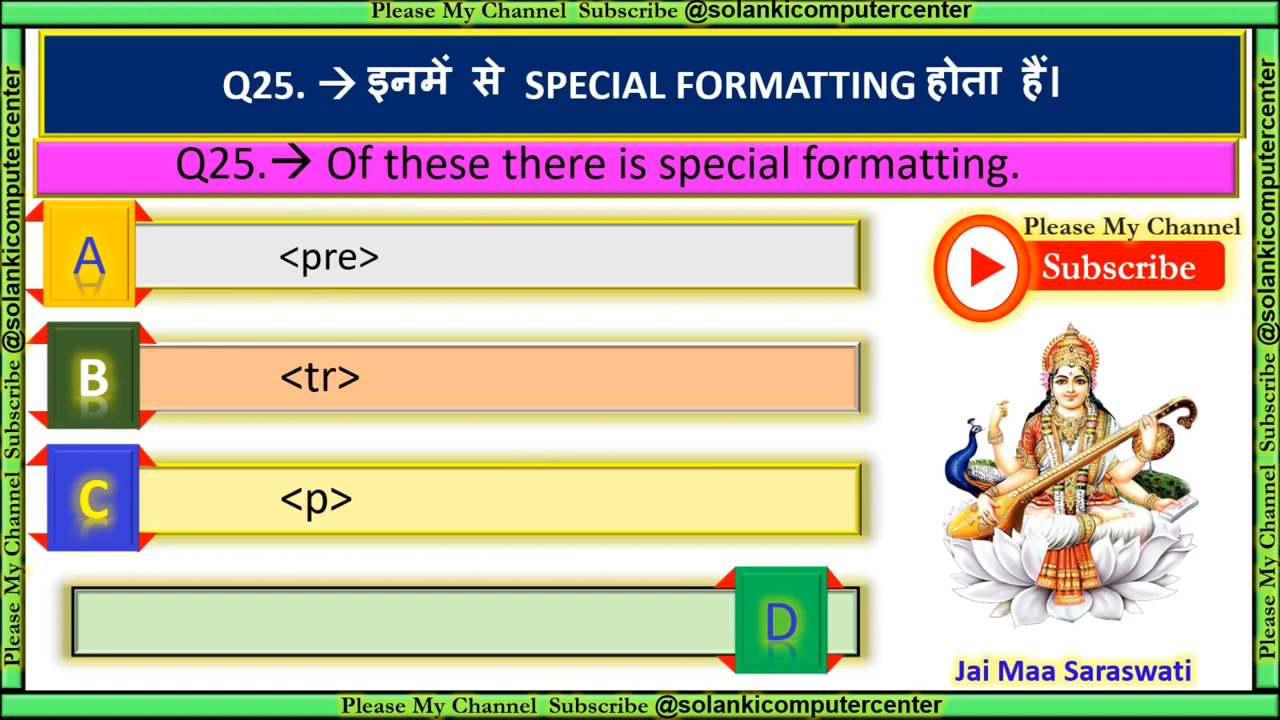 Please My Channel Subscribe @solankicomputercenter
Q25. → इनमें से SPECIAL FORMATTING होता हैं।
Q25.→ Of these there is special formatting.
A <pre>
B <tr>
C <p>
D
Please My Channel
Subscribe
Jai Maa Saraswati
Please My Channel Subscribe @solankicomputercenter
Please My Channel Subscribe @solankicomputercenter
Please My Channel Subscribe @solankicomputercenter